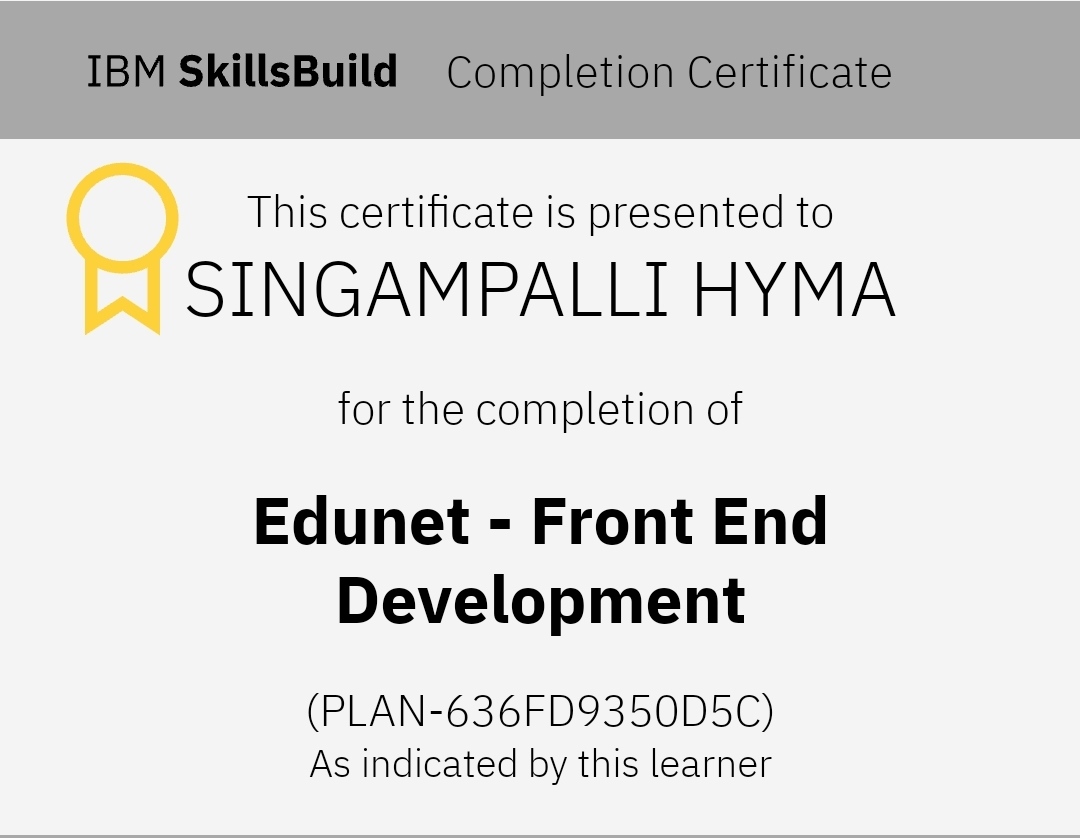 IBM SkillsBuild Completion Certificate
This certificate is presented to
SINGAMPALLI HYMA
for the completion of
Edunet - Front End
Development
(PLAN-636FD9350D5C)
As indicated by this learner